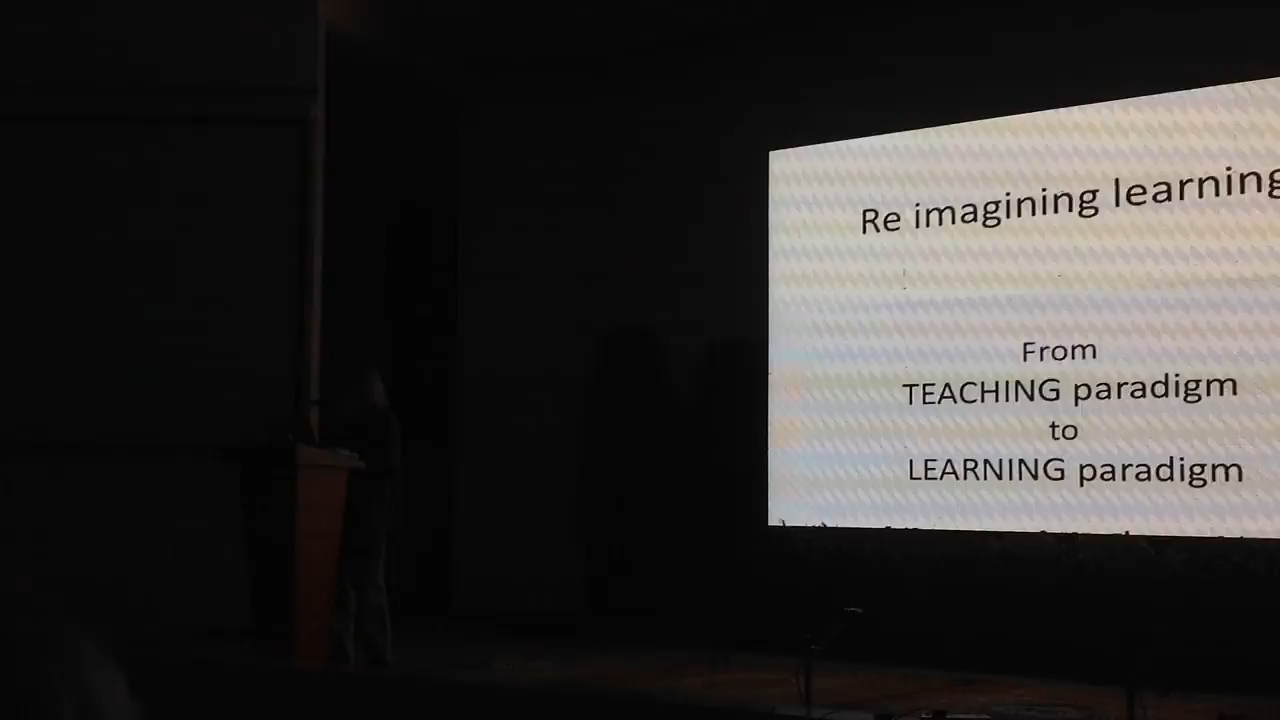 Re imagining learning
From
TEACHING paradigm
to
LEARNING paradigm